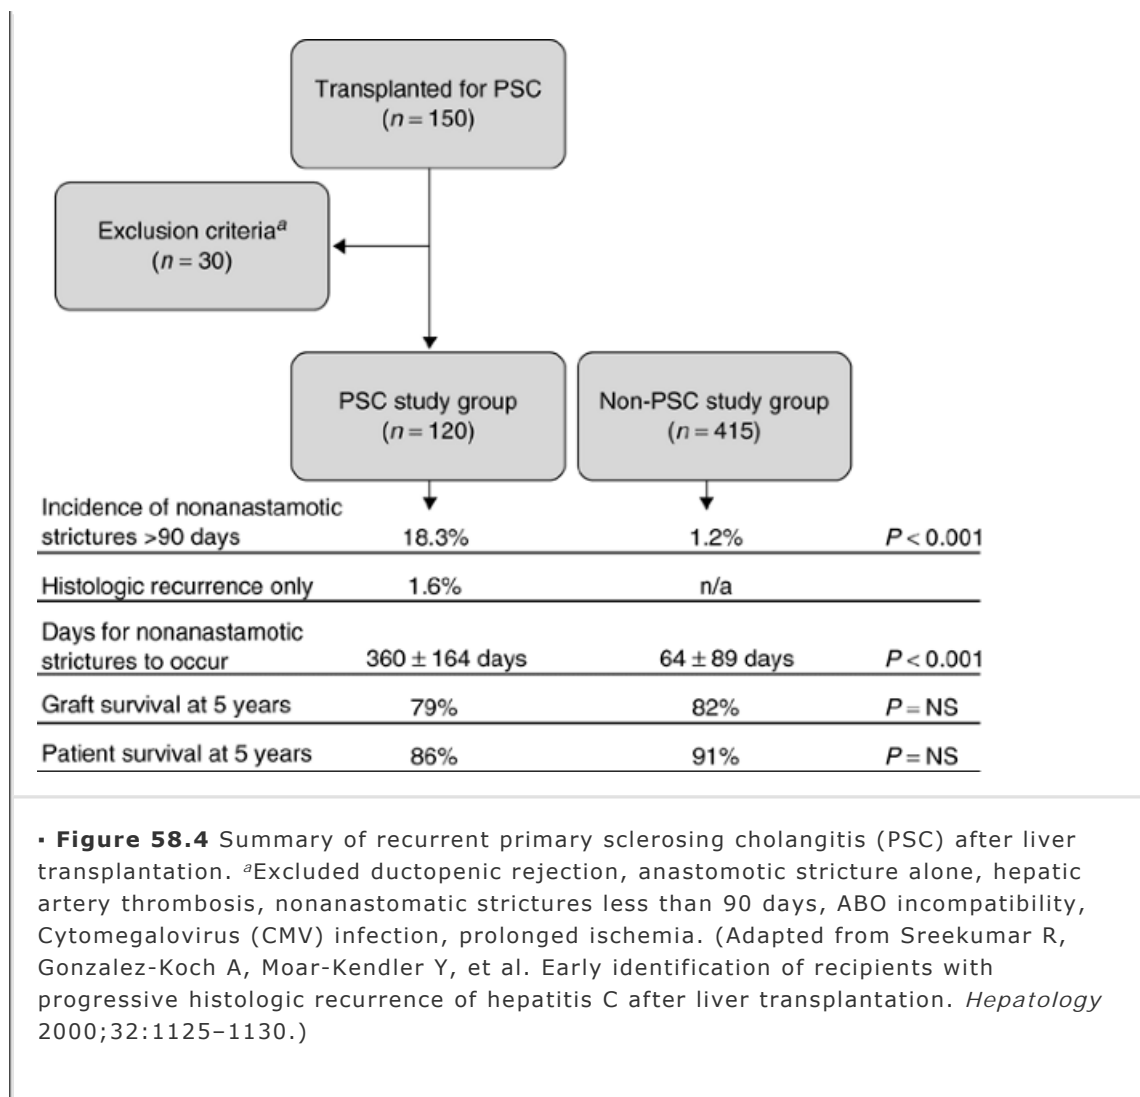 Transplanted for PSC
(n = 150)
Exclusion criteriaa
(n = 30)
PSC study group
(n = 120)
Non-PSC study group
(n = 415)
Incidence of nonanastamotic
strictures >90 days 18.3% 1.2% P < 0.001
Histologic recurrence only 1.6% n/a
Days for nonanastamotic
strictures to occur 360 ± 164 days 64 ± 89 days P < 0.001
Graft survival at 5 years 79% 82% P = NS
Patient survival at 5 years 86% 91% P = NS
▪ Figure 58.4 Summary of recurrent primary sclerosing cholangitis (PSC) after liver
transplantation. aExcluded ductopenic rejection, anastomotic stricture alone, hepatic
artery thrombosis, nonanastomatic strictures less than 90 days, ABO incompatibility,
Cytomegalovirus (CMV) infection, prolonged ischemia. (Adapted from Sreekumar R,
Gonzalez-Koch A, Moar-Kendler Y, et al. Early identification of recipients with
progressive histologic recurrence of hepatitis C after liver transplantation. Hepatology
2000;32:1125–1130.)